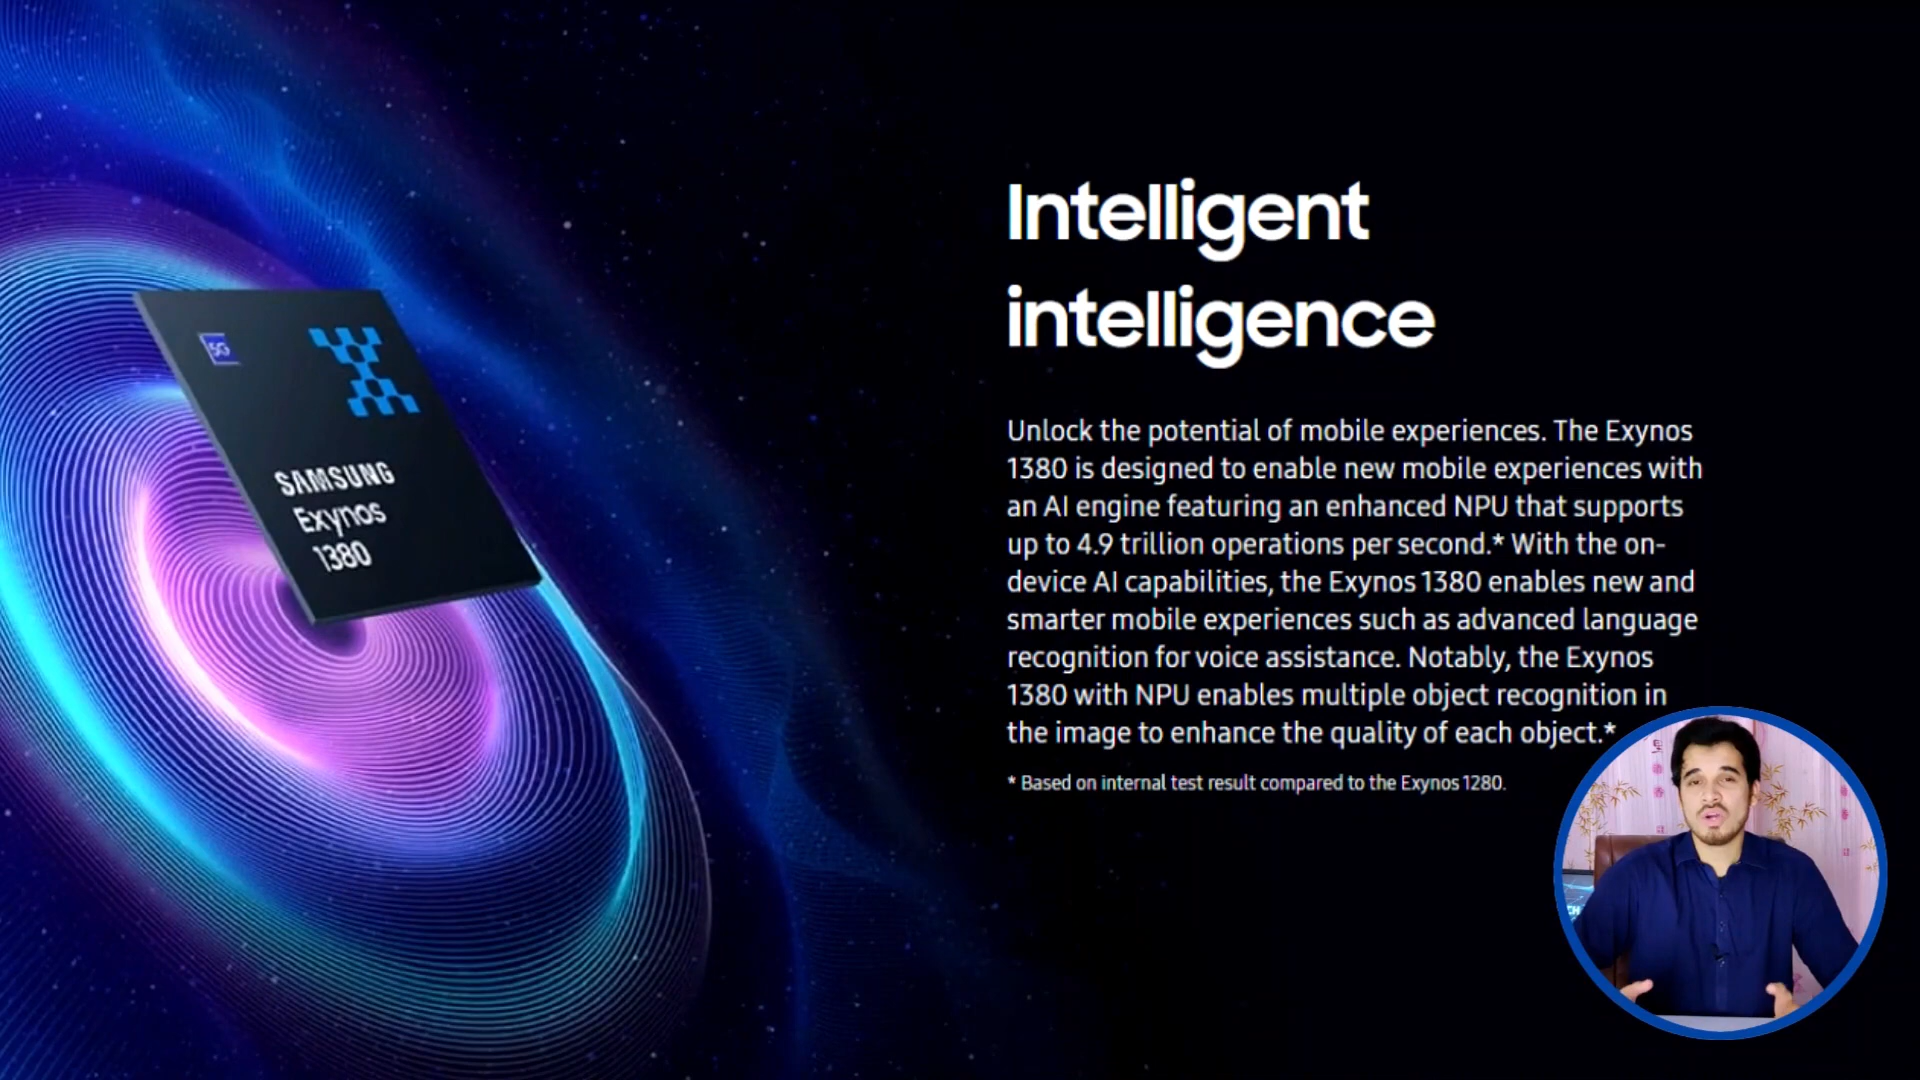 Intelligent
intelligence
5G
SAMSUNG
Exynos
1380
Unlock the potential of mobile experiences. The Exynos
1380 is designed to enable new mobile experiences with
an AI engine featuring an enhanced NPU that supports
up to 4.9 trillion operations per second.* With the on-
device AI capabilities, the Exynos 1380 enables new and
smarter mobile experiences such as advanced language
recognition for voice assistance. Notably, the Exynos
1380 with NPU enables multiple object recognition in
the image to enhance the quality of each object.*
* Based on internal test result compared to the Exynos 1280.